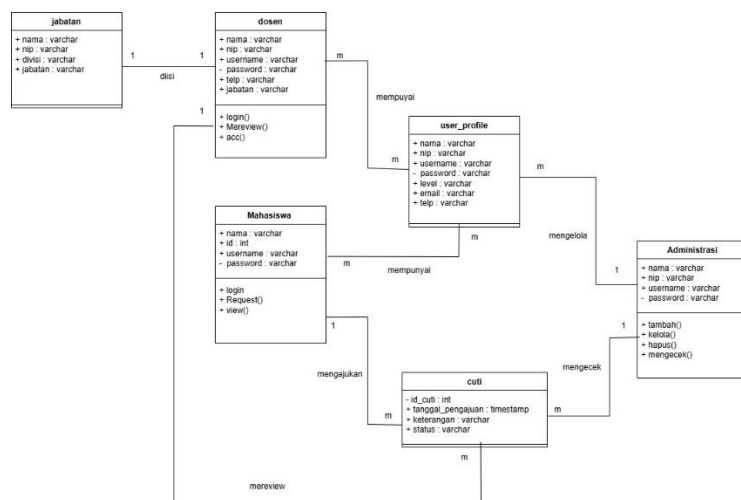 jabatan
+ nama : varchar
+ nip : varchar
+ divisi : varchar
+ jabatan : varchar
1
1
diisi
dosen
+ nama : varchar
+ nip : varchar
+ username : varchar
- password : varchar
+ telp : varchar
+ jabatan : varchar
+ login()
+ Mereview()
+ acc()
m
1
mempuyai
m
user_profile
+ nama : varchar
+ nip : varchar
+ username : varchar
- password : varchar
+ level : varchar
+ email : varchar
+ telp : varchar
m
m
mengelola
1
Mahasiswa
+ nama : varchar
+ id : int
+ username : varchar
- password : varchar
+ login
+ Request()
+ view()
m
mempunyai
1
mengajukan
m
Administrasi
+ nama : varchar
+ nip : varchar
+ username : varchar
- password : varchar
+ tambah()
+ kelola()
+ hapus()
+ mengecek()
1
mengecek
m
cuti
- id_cuti : int
+ tanggal_pengajuan : timestamp
+ keterangan : varchar
+ status : varchar
m
mereview